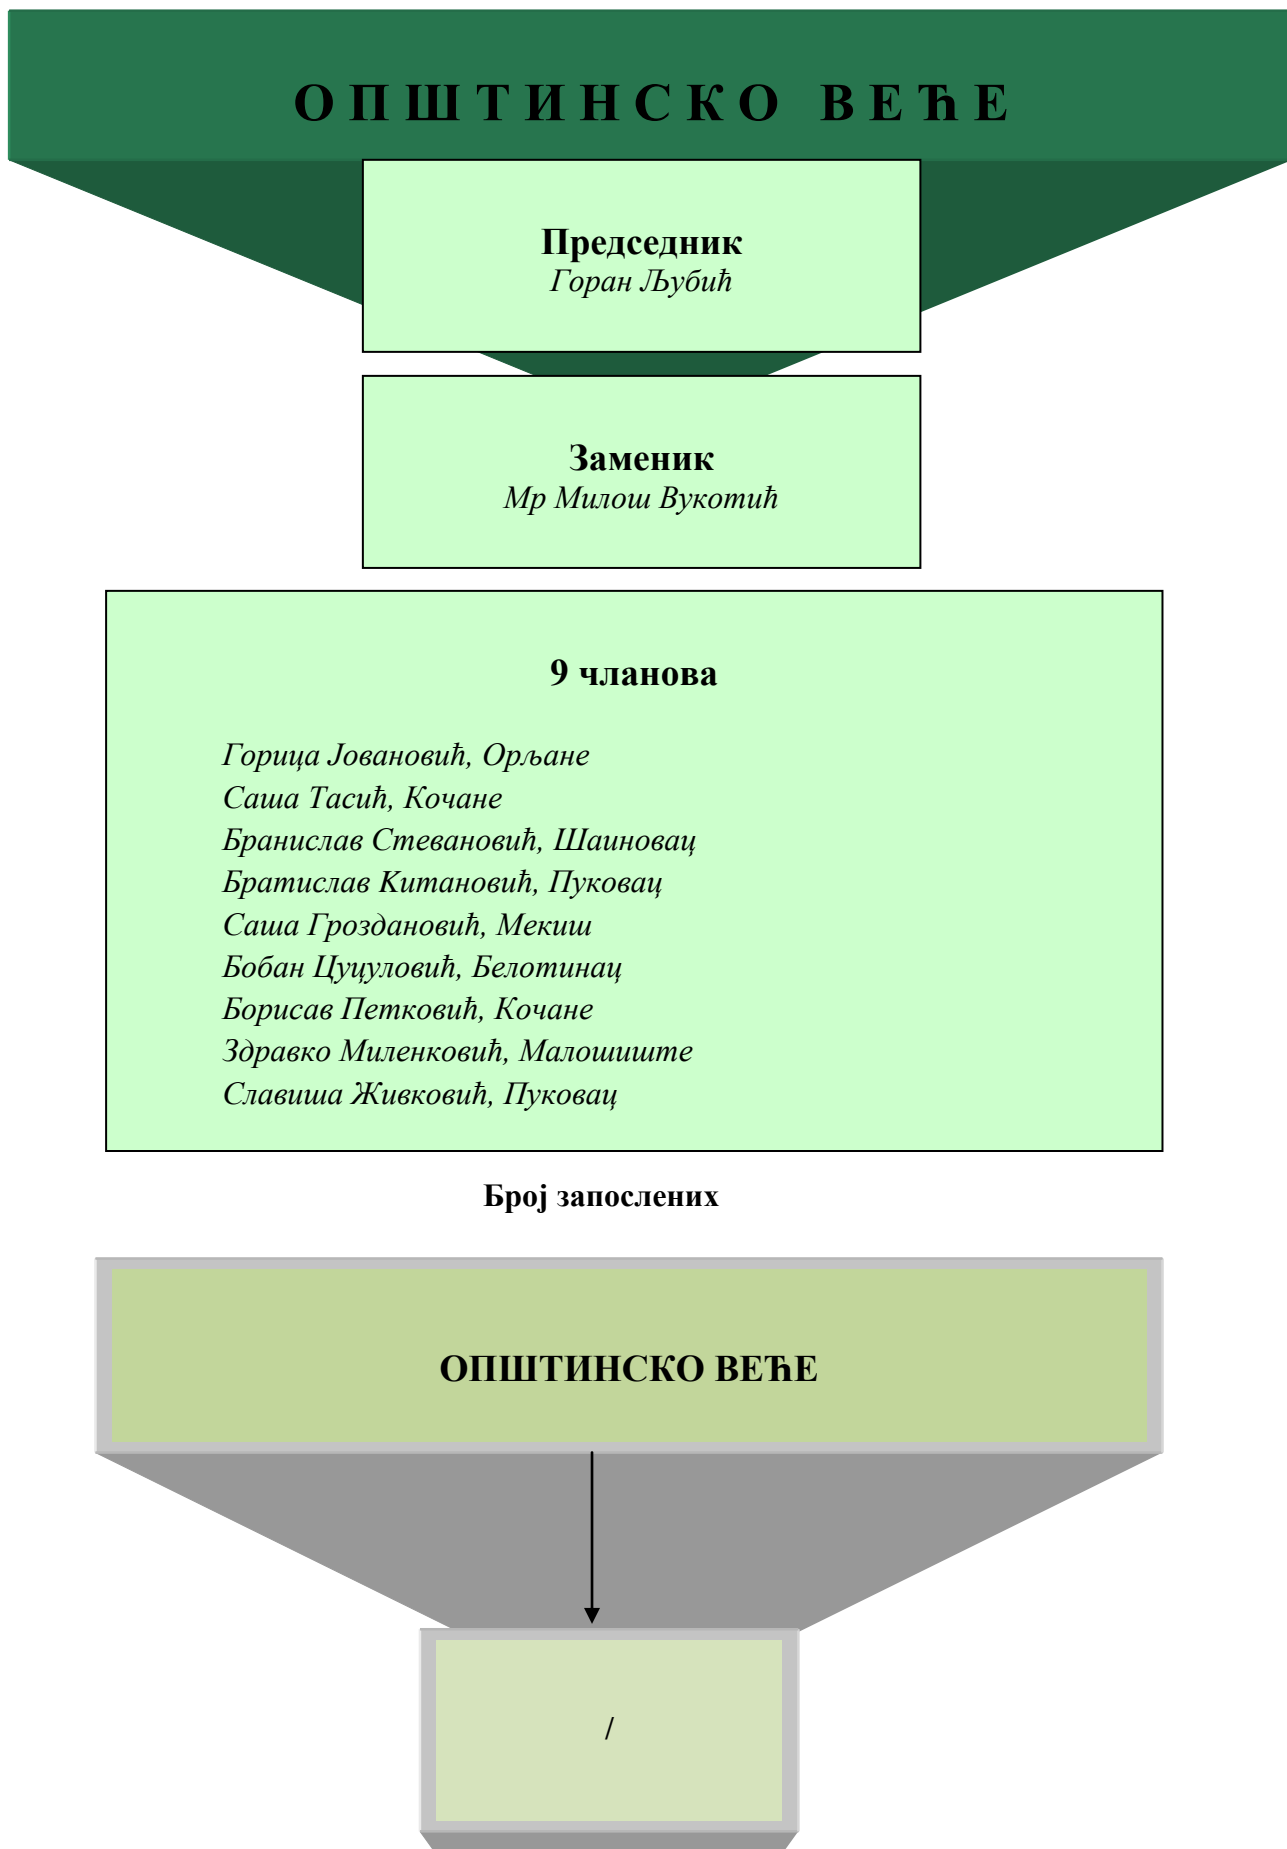 ОПШТИНСКО ВЕЋЕ
Председник
Горан Љубић
Заменик
Мр Милош Вукотић
9 чланова
Горица Јовановић, Орљане
Саша Тасић, Кочане
Бранислав Стевановић, Шаиновац
Братислав Китановић, Пуковац
Саша Гроздановић, Мекиш
Бобан Цуцуловић, Белотинац
Борисав Петковић, Кочане
Здравко Миленковић, Малошиште
Славиша Живковић, Пуковац
Број запослених
ОПШТИНСКО ВЕЋЕ
/